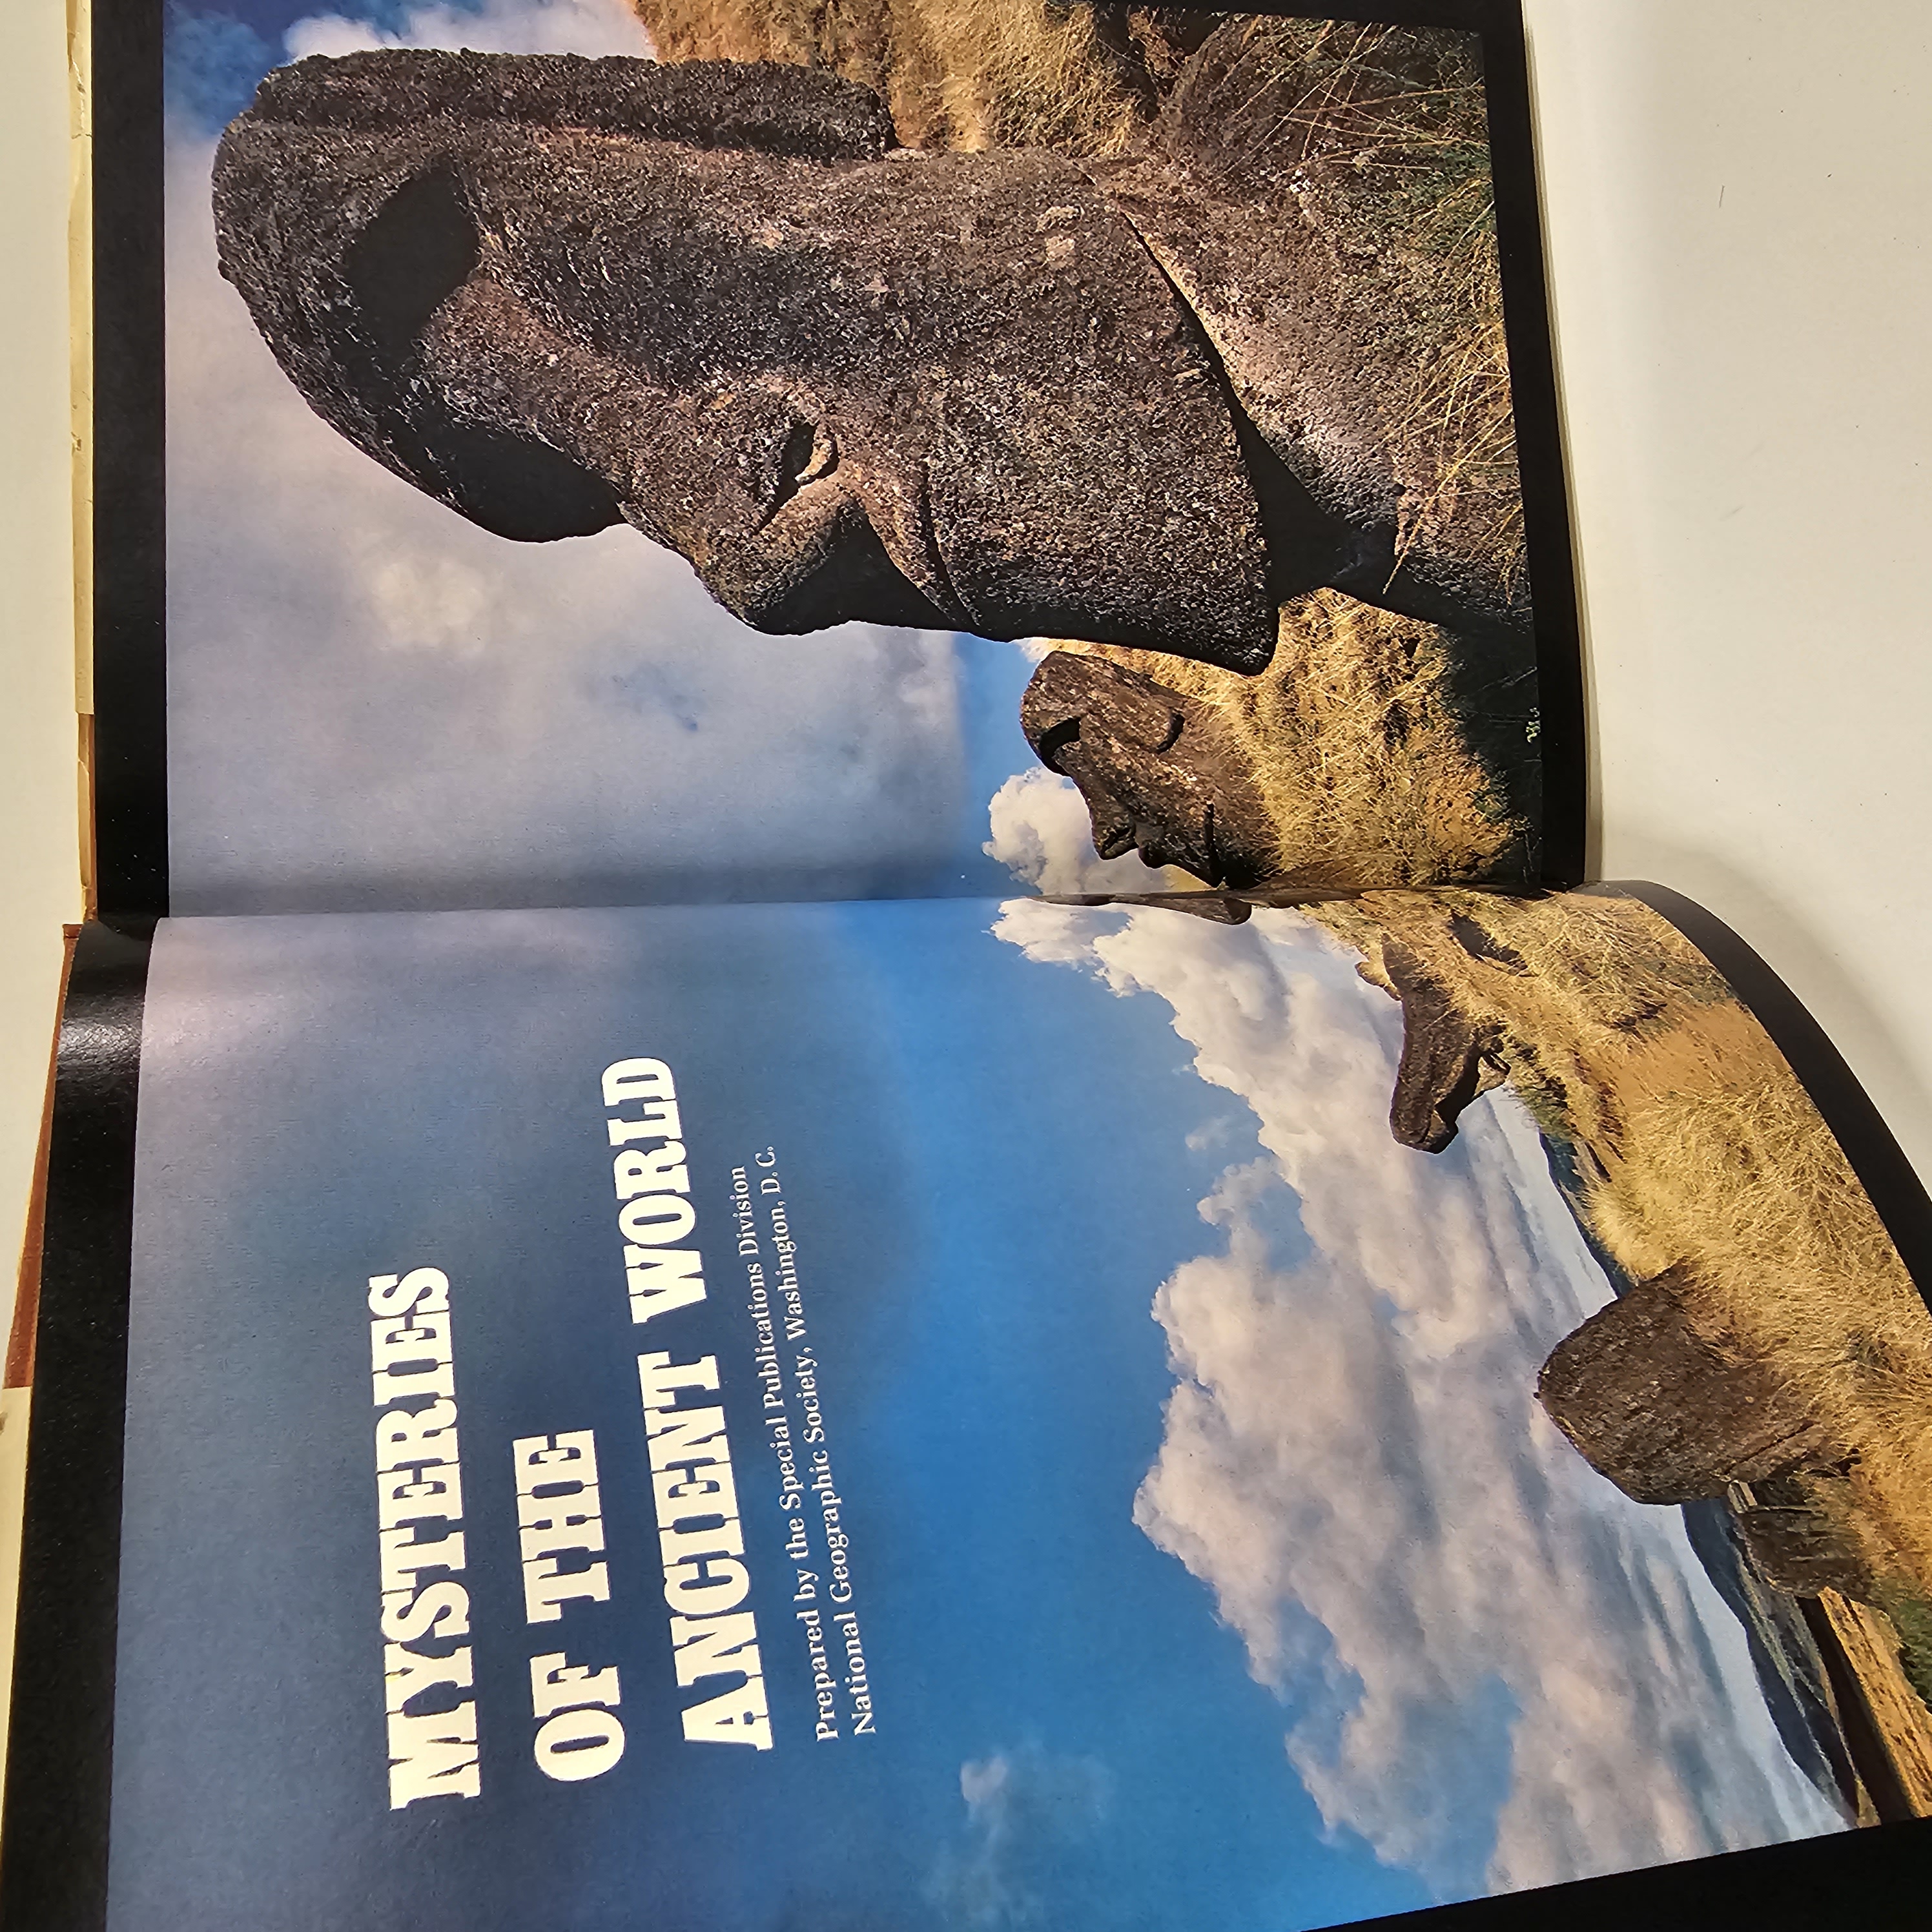 MYSTERIES
OF THE
ANCIENT WORLD
Prepared by the Special Publications Division
National Geographic Society, Washington, D. C.